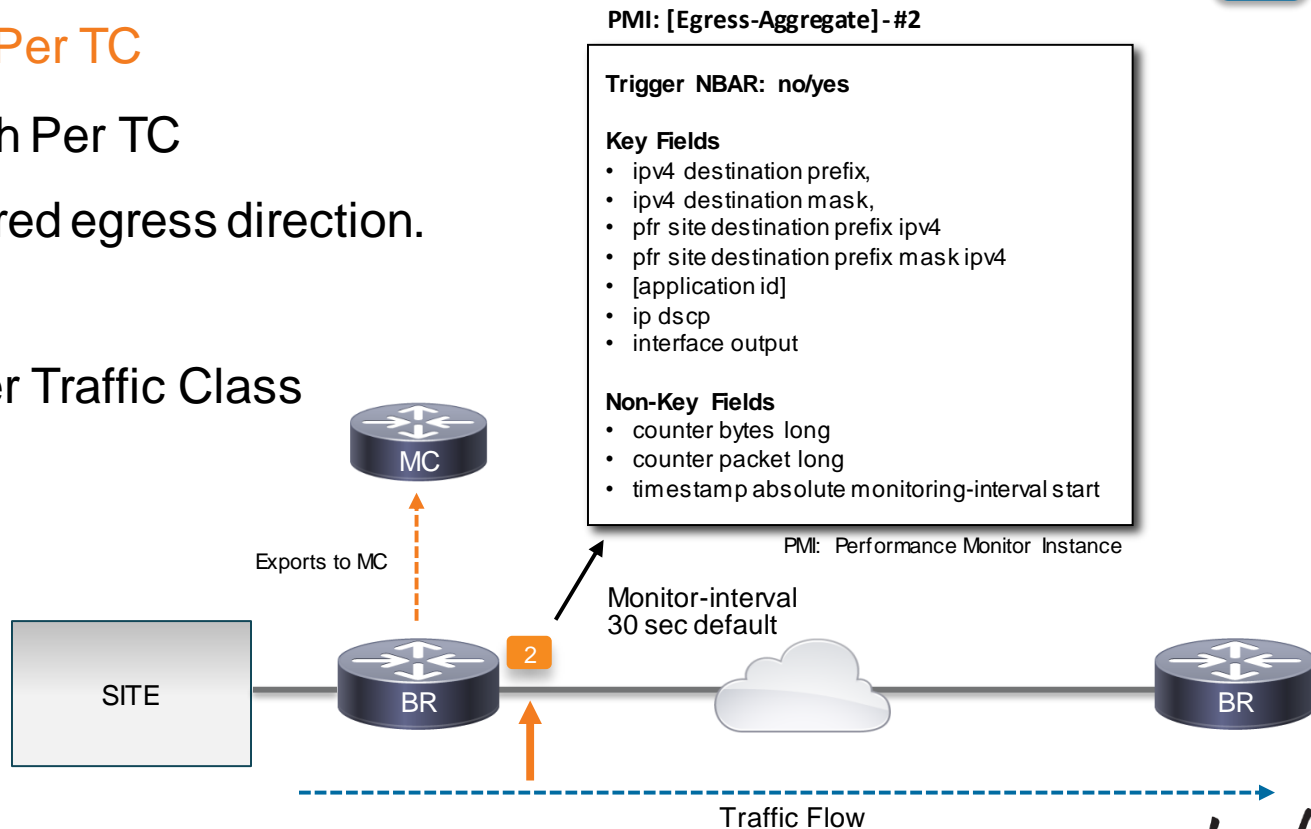 Per TC
h Per TC
red egress direction.
er Traffic Class
PMI: [Egress-Aggregate] - #2
Trigger NBAR: no/yes
Key Fields
• ipv4 destination prefix,
• ipv4 destination mask,
• pfr site destination prefix ipv4
• pfr site destination prefix mask ipv4
• [application id]
• ip dscp
• interface output
Non-Key Fields
• counter bytes long
• counter packet long
• timestamp absolute monitoring-interval start
PMI: Performance Monitor Instance
MC
Exports to MC
Monitor-interval
30 sec default
2
SITE
BR
BR
Traffic Flow